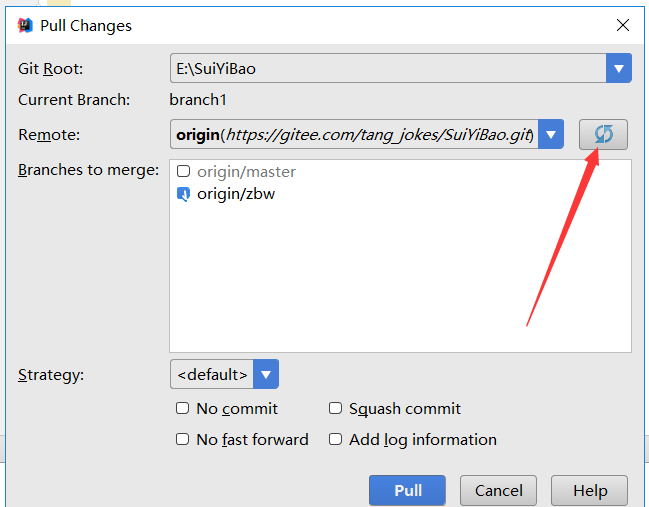 Pull Changes
Git Root: E:\SuiYiBao
Current Branch: branch1
Remote: origin(https://gitee.com/tang_jokes/SuiYiBao.git)
Branches to merge: origin/master
origin/zbw
Strategy: <default>
No commit Squash commit
No fast forward Add log information
Pull Cancel Help